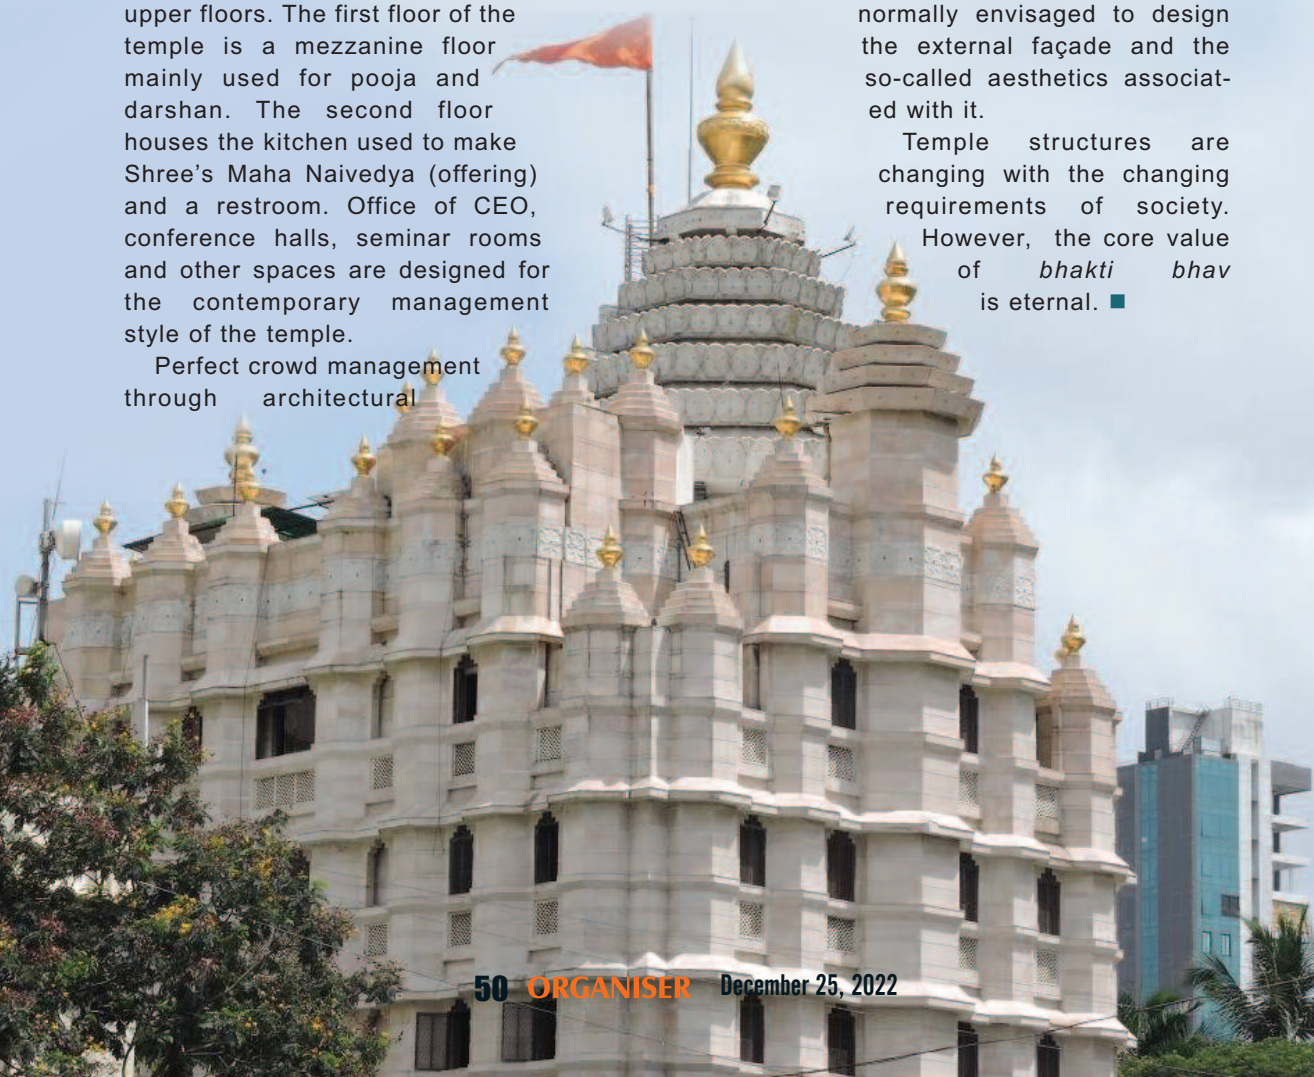 upper floors. The first floor of the
temple is a mezzanine floor
mainly used for pooja and
darshan. The second floor
houses the kitchen used to make
Shree’s Maha Naivedya (offering)
and a restroom. Office of CEO,
conference halls, seminar rooms
and other spaces are designed for
the contemporary management
style of the temple.
Perfect crowd management
through architectural
normally envisaged to design
the external façade and the
so-called aesthetics associat-
ed with it.
Temple structures are
changing with the changing
requirements of society.
However, the core value
of bhakti bhav
is eternal. ■
50 ORGANISER December 25, 2022